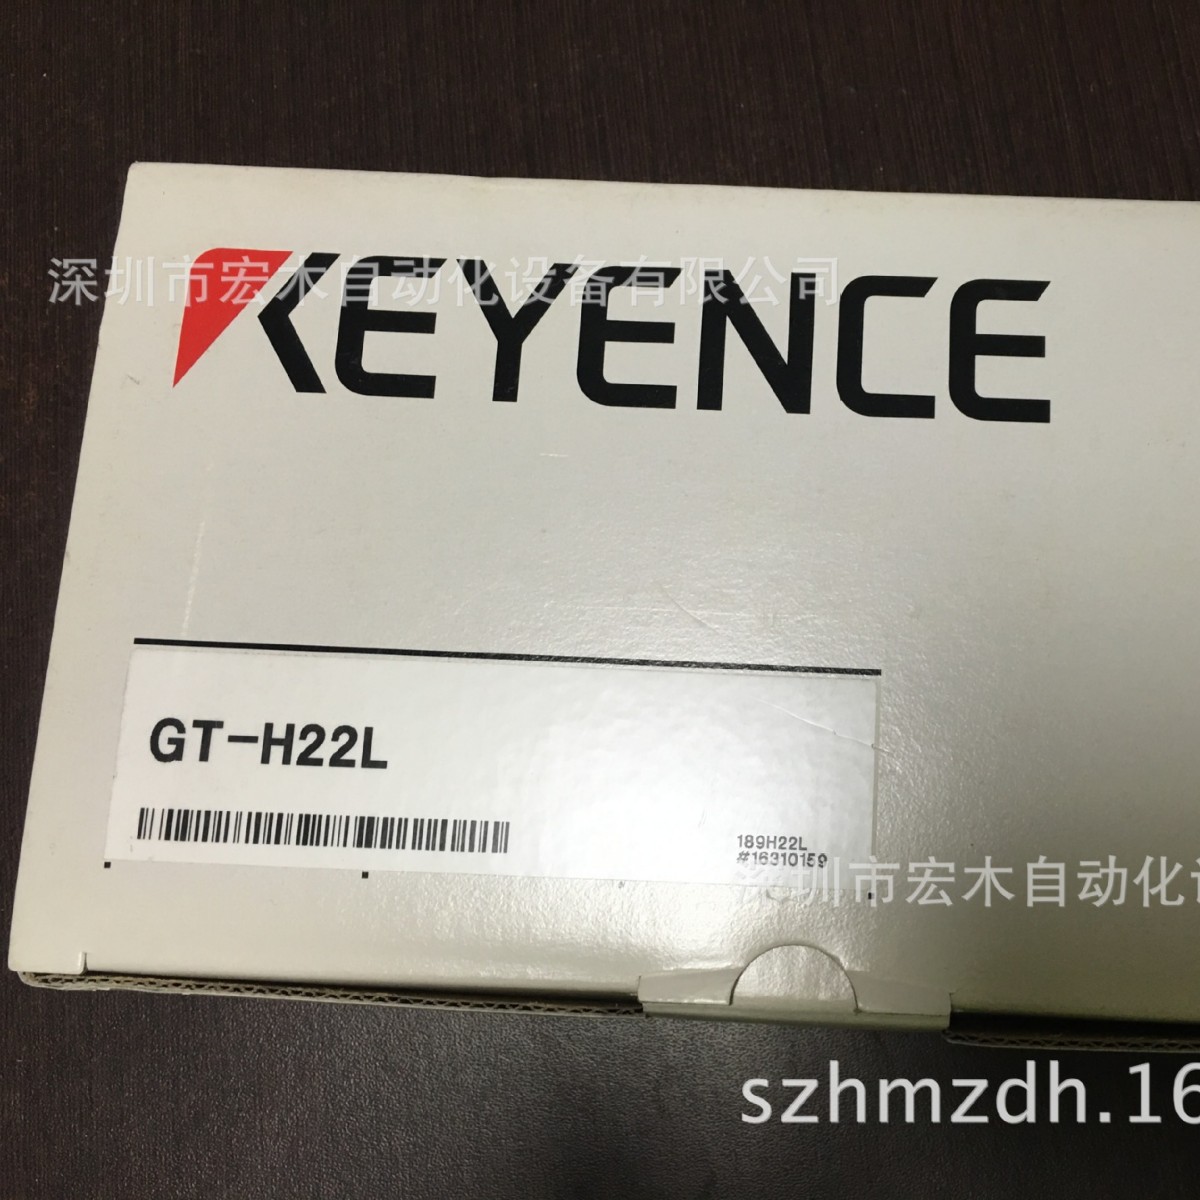 深圳市宏木自动化设备有限公司
KEYENCE
GT-H22L
189H22L
#16310159
深圳市宏木自动化
szhmzdh.16